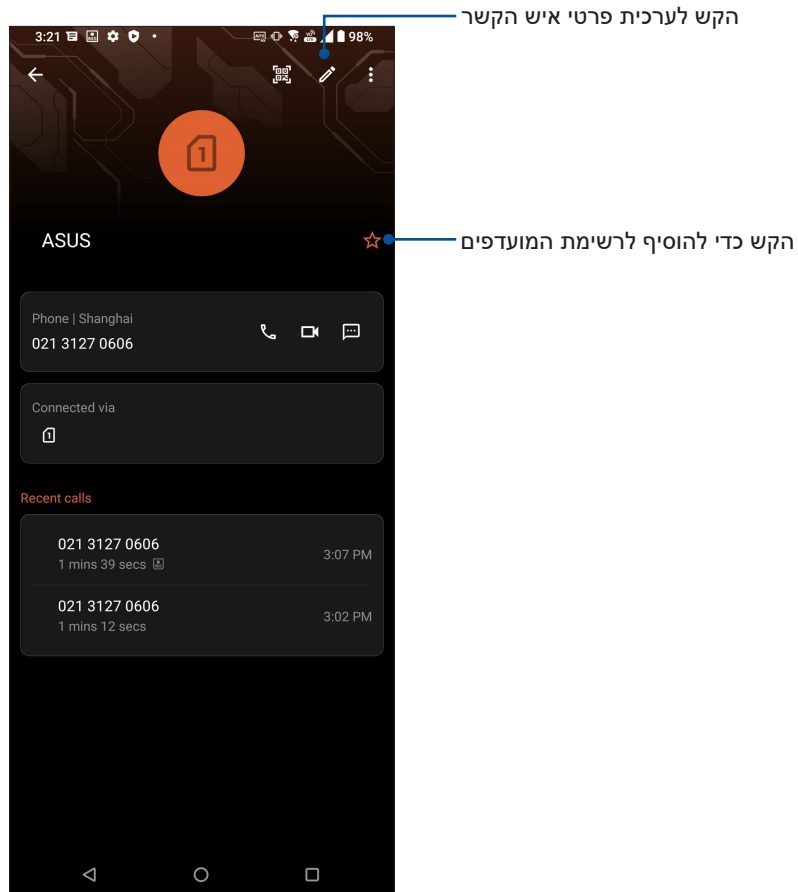 הקש לערכית פרטי איש הקשר
3:21 98%
ASUS
הקש כדי להוסיף לרשימת המועדפים
Phone | Shanghai
021 3127 0606
Connected via
1
Recent calls
021 3127 0606
1 mins 39 secs
3:07 PM
021 3127 0606
1 mins 12 secs
3:02 PM